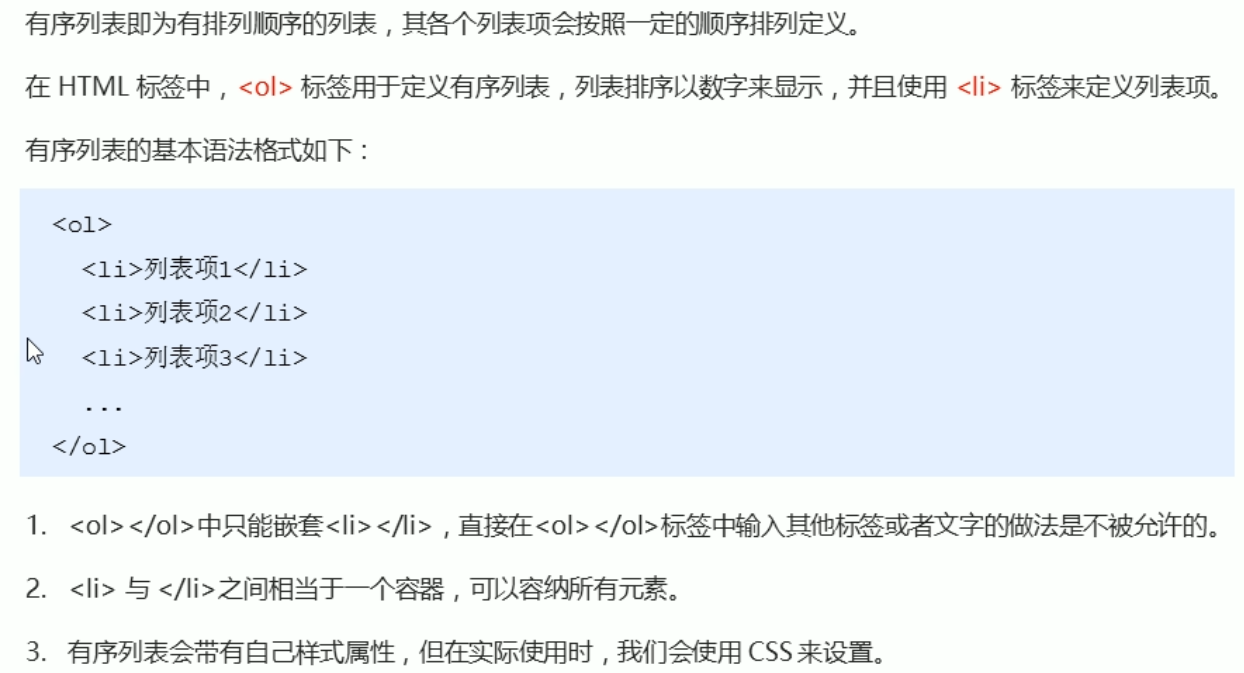 有序列表即为有排列顺序的列表，其各个列表项会按照一定的顺序排列定义。
在 HTML 标签中，<ol> 标签用于定义有序列表，列表排序以数字来显示，并且使用 <li> 标签来定义列表项。
有序列表的基本语法格式如下：
<ol>
<li>列表项1</li>
<li>列表项2</li>
<li>列表项3</li>
...
</ol>
1. <ol></ol>中只能嵌套<li></li>，直接在<ol></ol>标签中输入其他标签或者文字的做法是不被允许的。
2. <li> 与 </li>之间相当于一个容器，可以容纳所有元素。
3. 有序列表会带有自己样式属性，但在实际使用时，我们会使用 CSS 来设置。